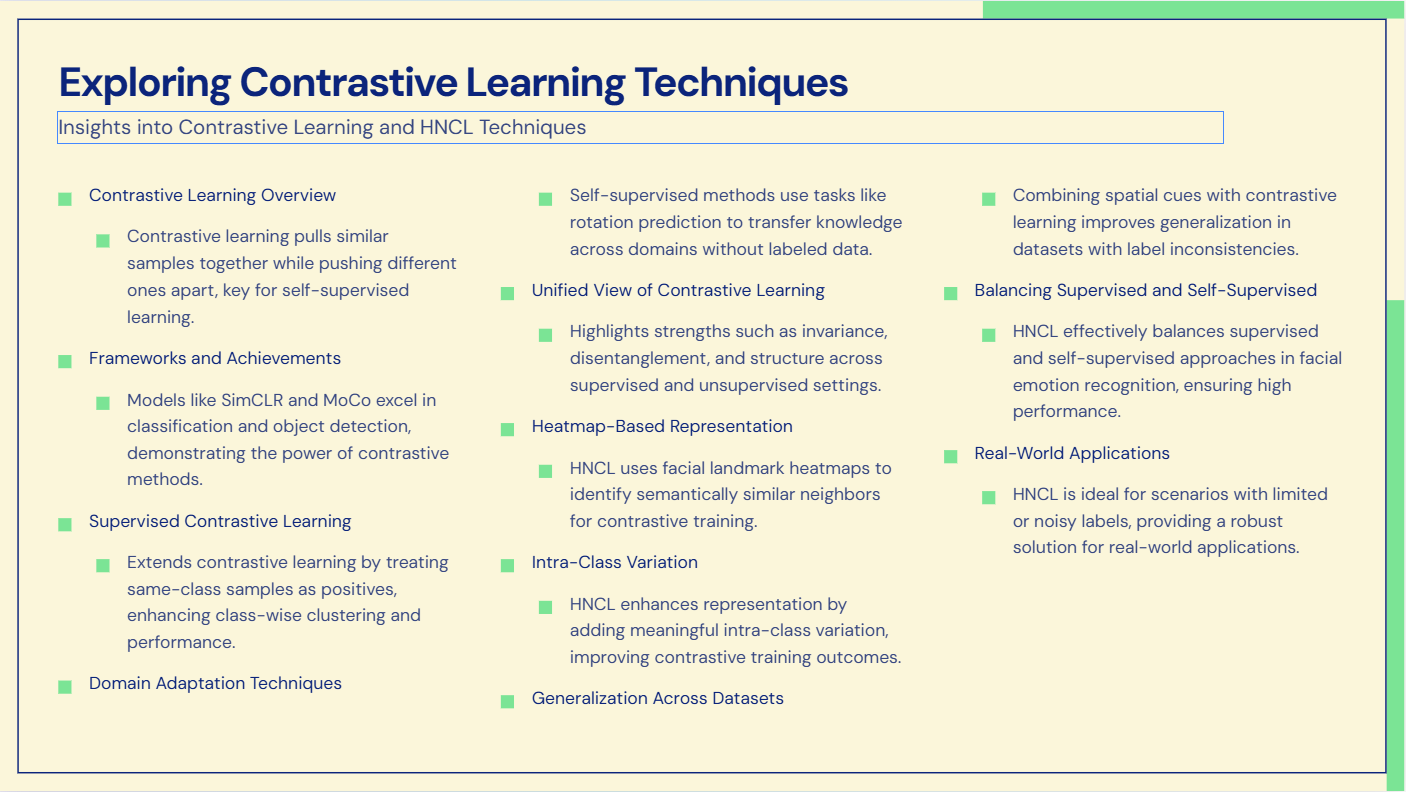 Exploring Contrastive Learning Techniques
Insights into Contrastive Learning and HNCL Techniques
Contrastive Learning Overview
Contrastive learning pulls similar
samples together while pushing different
ones apart, key for self-supervised
learning.
Frameworks and Achievements
Models like SimCLR and MoCo excel in
classification and object detection,
demonstrating the power of contrastive
methods.
Supervised Contrastive Learning
Extends contrastive learning by treating
same-class samples as positives,
enhancing class-wise clustering and
performance.
Domain Adaptation Techniques
Self-supervised methods use tasks like
rotation prediction to transfer knowledge
across domains without labeled data.
Unified View of Contrastive Learning
Highlights strengths such as invariance,
disentanglement, and structure across
supervised and unsupervised settings.
Heatmap-Based Representation
HNCL uses facial landmark heatmaps to
identify semantically similar neighbors
for contrastive training.
Intra-Class Variation
HNCL enhances representation by
adding meaningful intra-class variation,
improving contrastive training outcomes.
Generalization Across Datasets
Combining spatial cues with contrastive
learning improves generalization in
datasets with label inconsistencies.
Balancing Supervised and Self-Supervised
HNCL effectively balances supervised
and self-supervised approaches in facial
emotion recognition, ensuring high
performance.
Real-World Applications
HNCL is ideal for scenarios with limited
or noisy labels, providing a robust
solution for real-world applications.